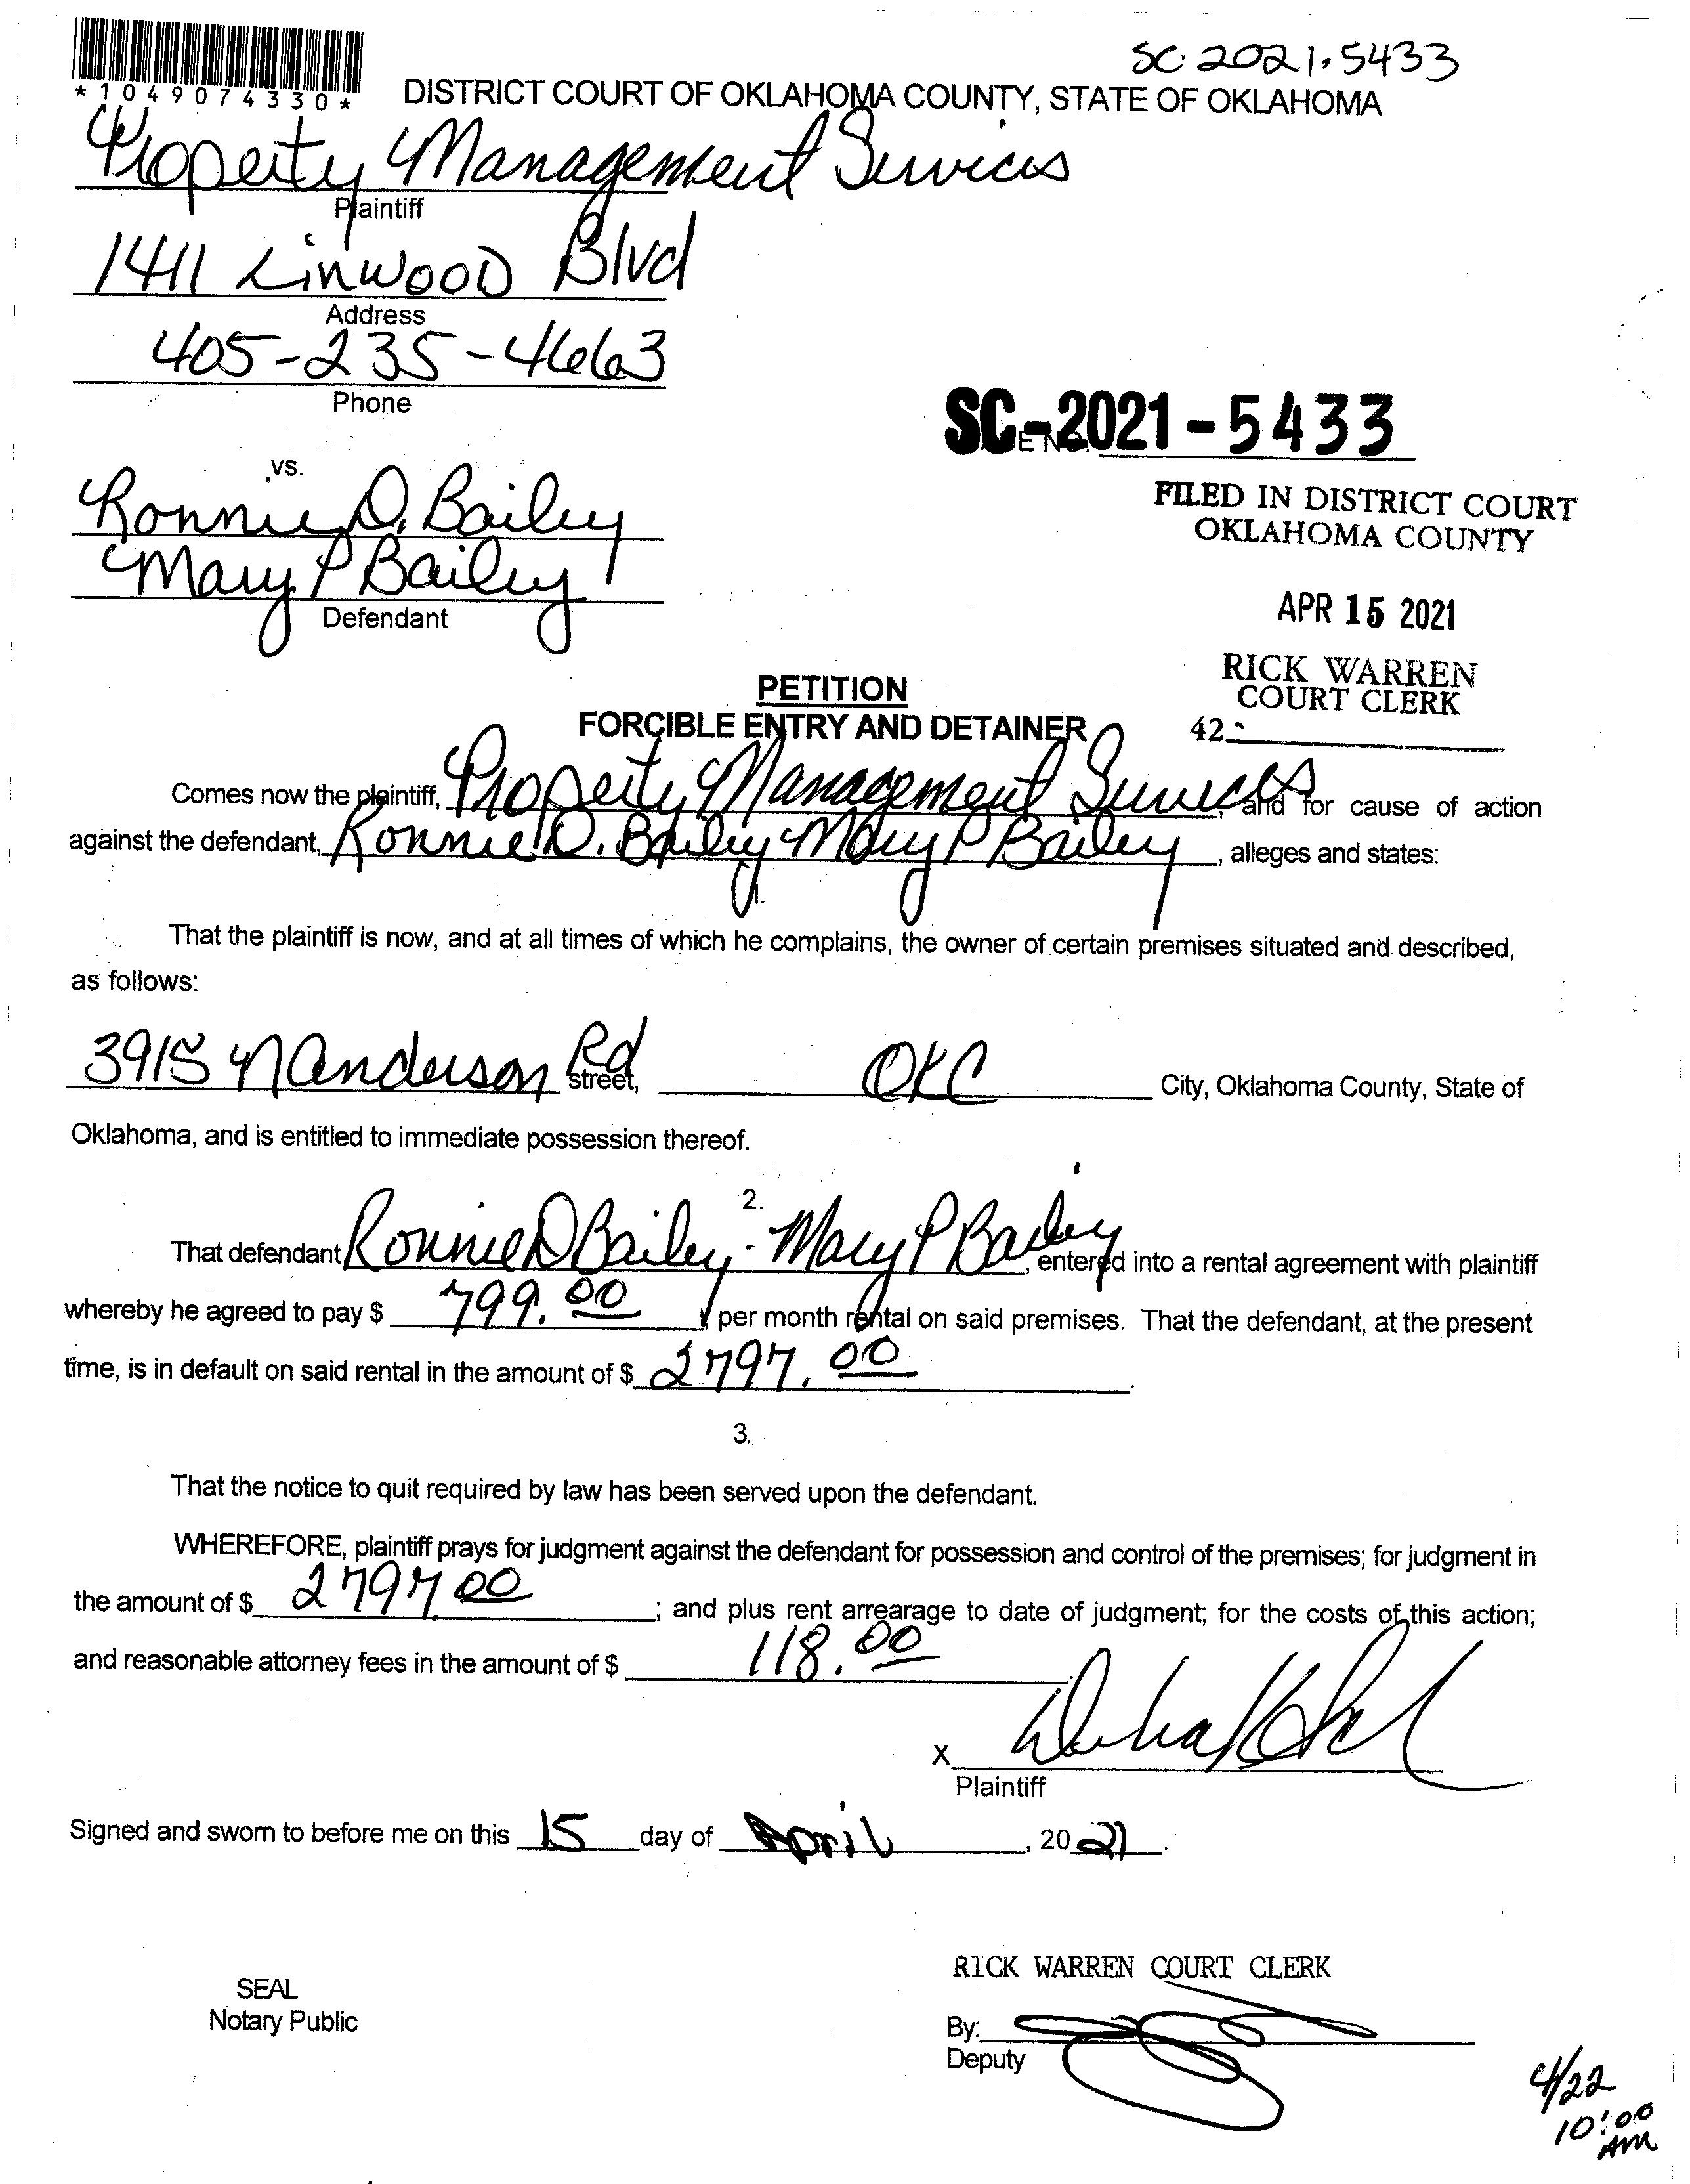 SC-2021-5433
*1049074330*
DISTRICT COURT OF OKLAHOMA COUNTY, STATE OF OKLAHOMA
Property Management Services
Plaintiff
1411 Linwood Blvd
Address
405-235-4663
Phone
SC-2021-5433
vs.
Ronnie D. Bailey
Mary P Bailey
Defendant
FILED IN DISTRICT COURT
OKLAHOMA COUNTY
APR 15 2021
RICK WARREN
COURT CLERK
42
PETITION
FORCIBLE ENTRY AND DETAINER
Comes now the plaintiff, Property Management Services, and for cause of action
against the defendant, Ronnie D. Bailey Mary P Bailey, alleges and states:
1.
That the plaintiff is now, and at all times of which he complains, the owner of certain premises situated and described,
as follows:
3915 N Anderson Rd street, OKC City, Oklahoma County, State of
Oklahoma, and is entitled to immediate possession thereof.
2.
That defendant Ronnie D Bailey - Mary P Bailey, entered into a rental agreement with plaintiff
whereby he agreed to pay $ 799.00 per month rental on said premises. That the defendant, at the present
time, is in default on said rental in the amount of $ 2797.00.
3.
That the notice to quit required by law has been served upon the defendant.
WHEREFORE, plaintiff prays for judgment against the defendant for possession and control of the premises; for judgment in
the amount of $ 2797.00; and plus rent arrearage to date of judgment; for the costs of this action;
and reasonable attorney fees in the amount of $ 118.00
X
Plaintiff
Signed and sworn to before me on this 15 day of April, 2021.
RICK WARREN COURT CLERK
SEAL
Notary Public
By:
Deputy
4/22
10:00
AM